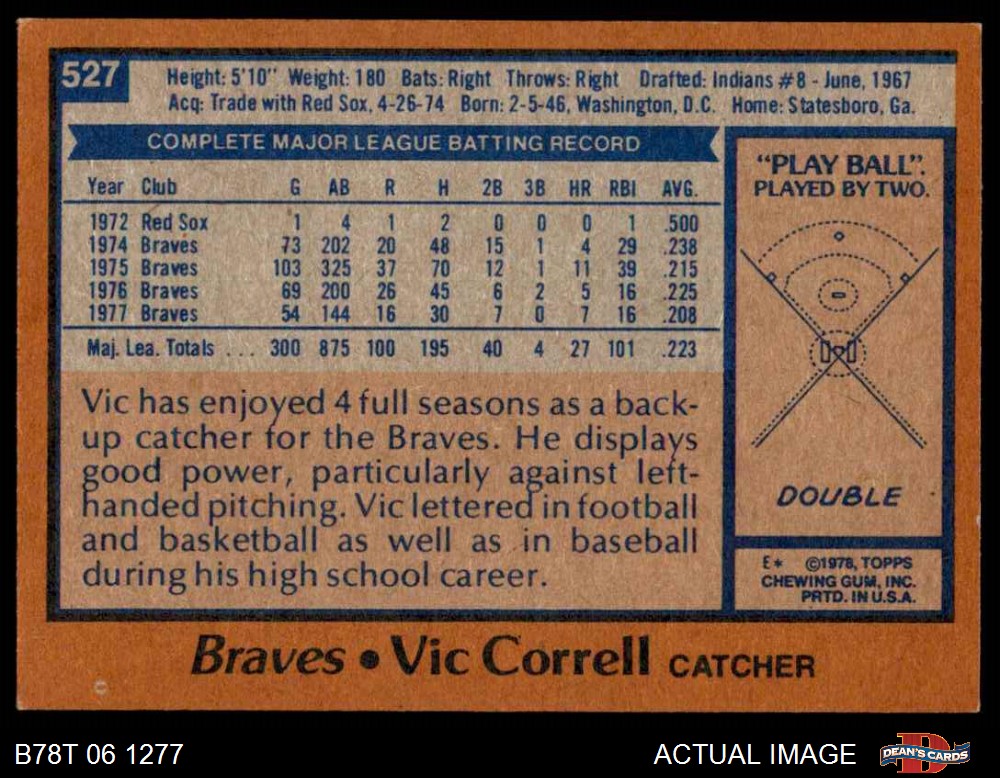 527
Height: 5'10" Weight: 180 Bats: Right Throws: Right Drafted: Indians #8 - June, 1967
Acq: Trade with Red Sox, 4-26-74 Born: 2-5-46, Washington, D.C. Home: Statesboro, Ga.
COMPLETE MAJOR LEAGUE BATTING RECORD
Year Club G AB R H 2B 3B HR RBI AVG.
1972 Red Sox 1 4 1 2 0 0 0 1 .500
1974 Braves 73 202 20 48 15 1 4 29 .238
1975 Braves 103 325 37 70 12 1 11 39 .215
1976 Braves 69 200 26 45 6 2 5 16 .225
1977 Braves 54 144 16 30 7 0 7 16 .208
Maj. Lea. Totals ... 300 875 100 195 40 4 27 101 .223
Vic has enjoyed 4 full seasons as a back-
up catcher for the Braves. He displays
good power, particularly against left-
handed pitching. Vic lettered in football
and basketball as well as in baseball
during his high school career.
"PLAY BALL".
PLAYED BY TWO.
DOUBLE
E* ©1978, TOPPS
CHEWING GUM, INC.
PRTD. IN U.S.A.
Braves • Vic Correll CATCHER
B78T 06 1277
ACTUAL IMAGE
D
DEAN'S CARDS